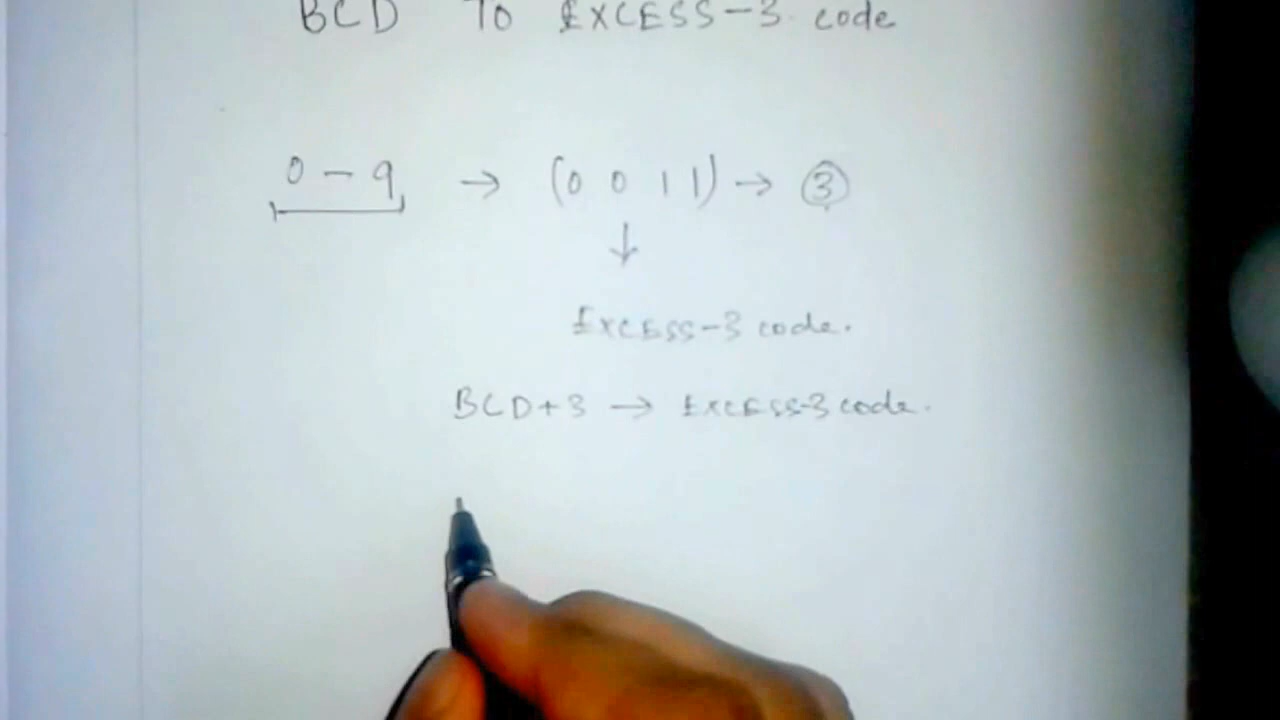 BCD TO EXCESS-3 code
0 - 9 → (0 0 1 1) → 3
↓
EXCESS-3 code.
BCD+3 → EXCESS-3 code.